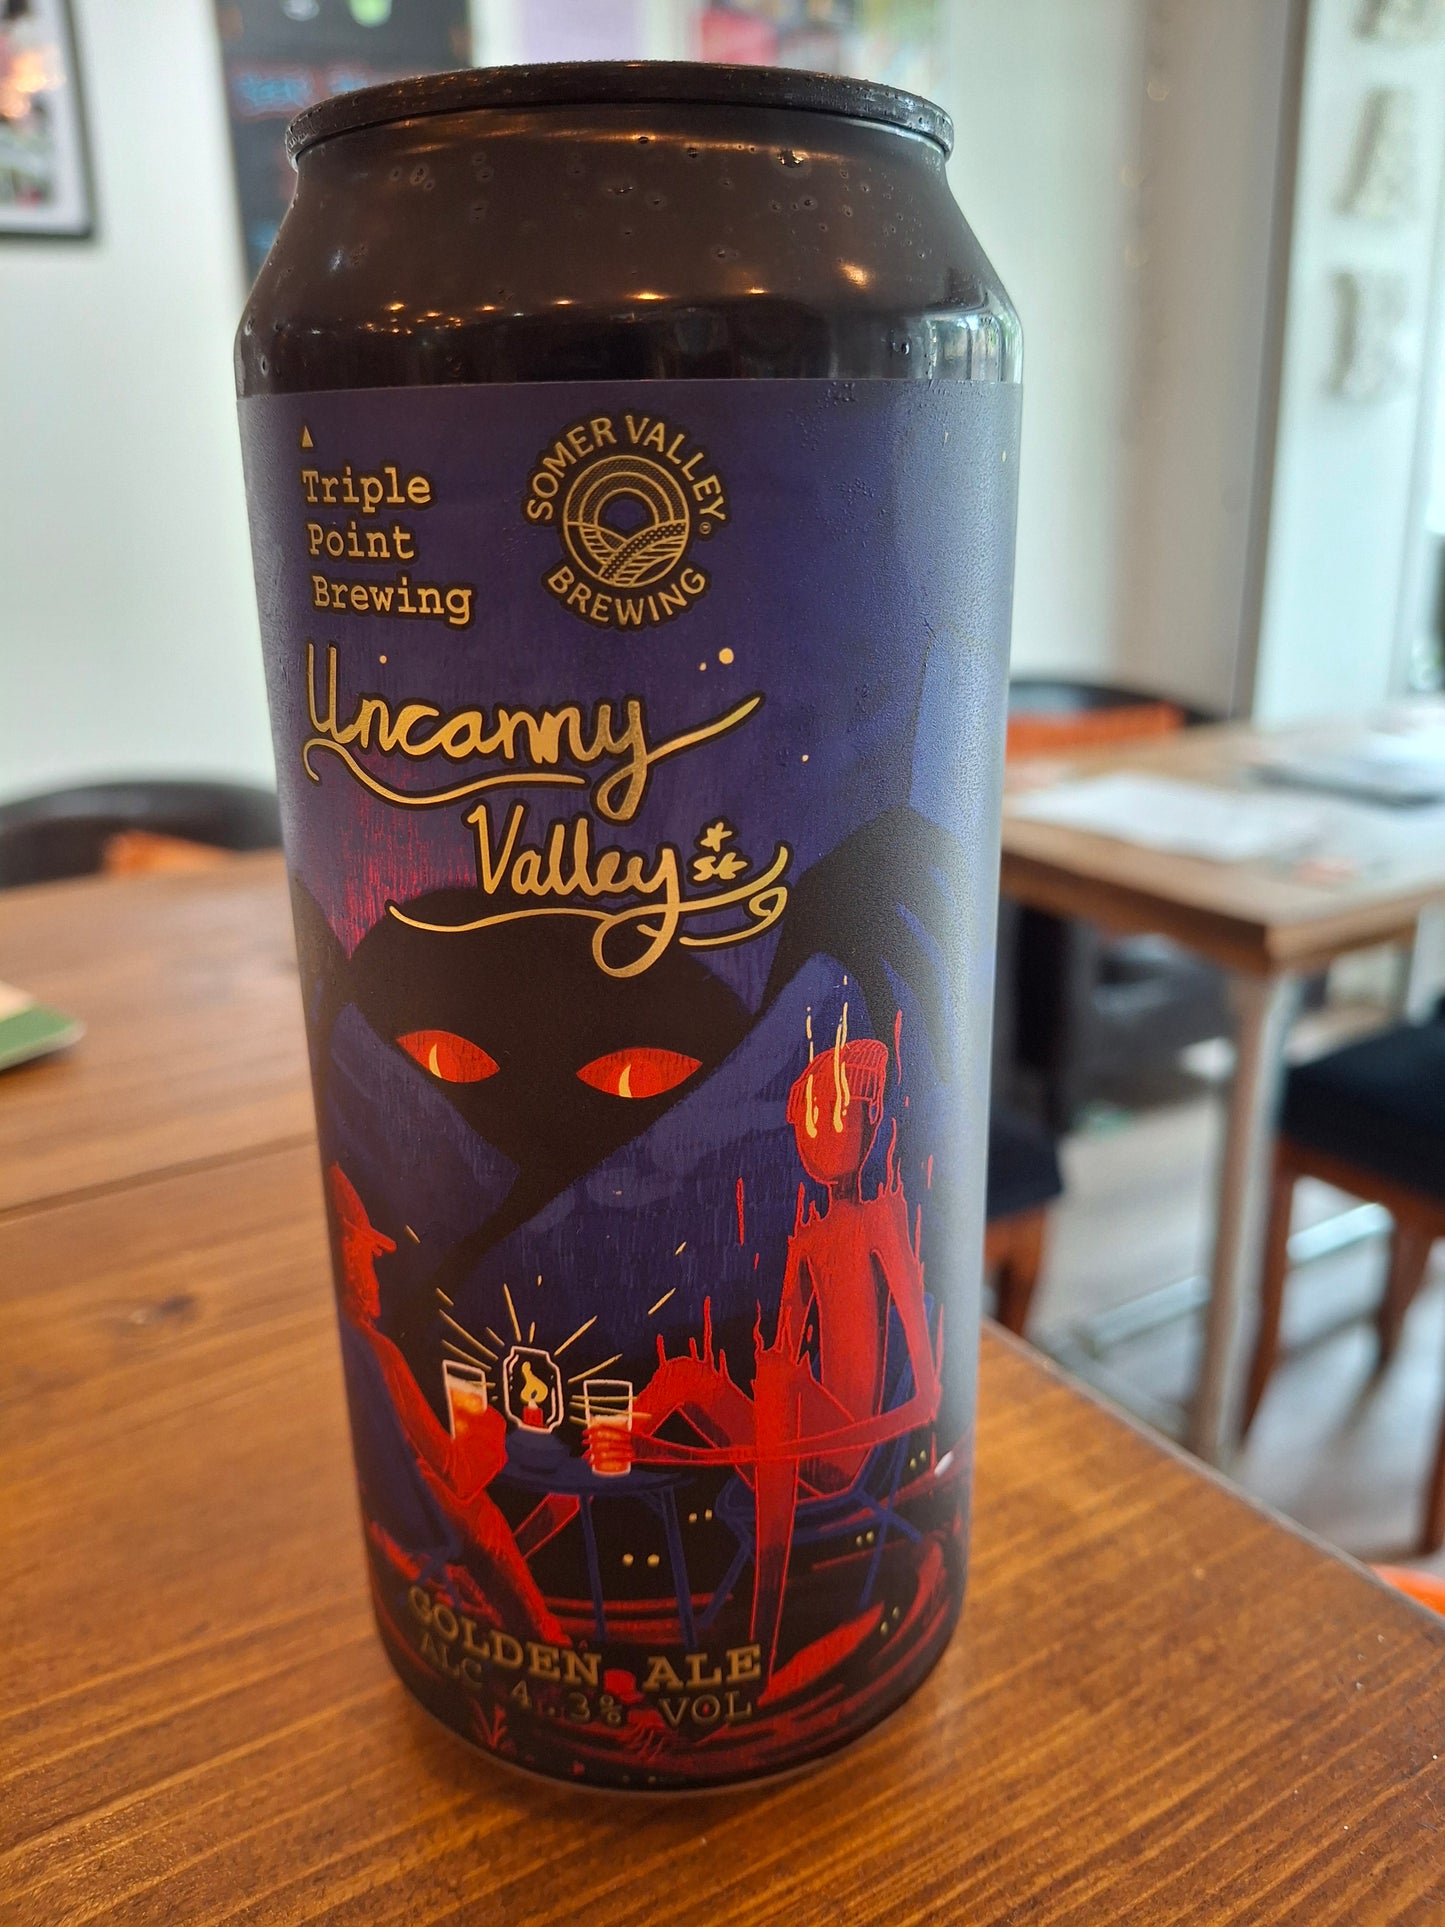 Triple
Point
Brewing
SOMER VALLEY
BREWING
Uncanny
Valley
GOLDEN ALE
ALC 4.3% VOL